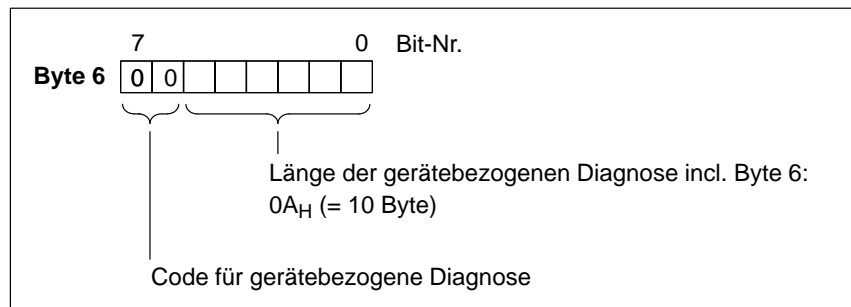 7 0 Bit-Nr.
Byte 6 0 0
Länge der gerätebezogenen Diagnose incl. Byte 6:
0AH (= 10 Byte)
Code für gerätebezogene Diagnose